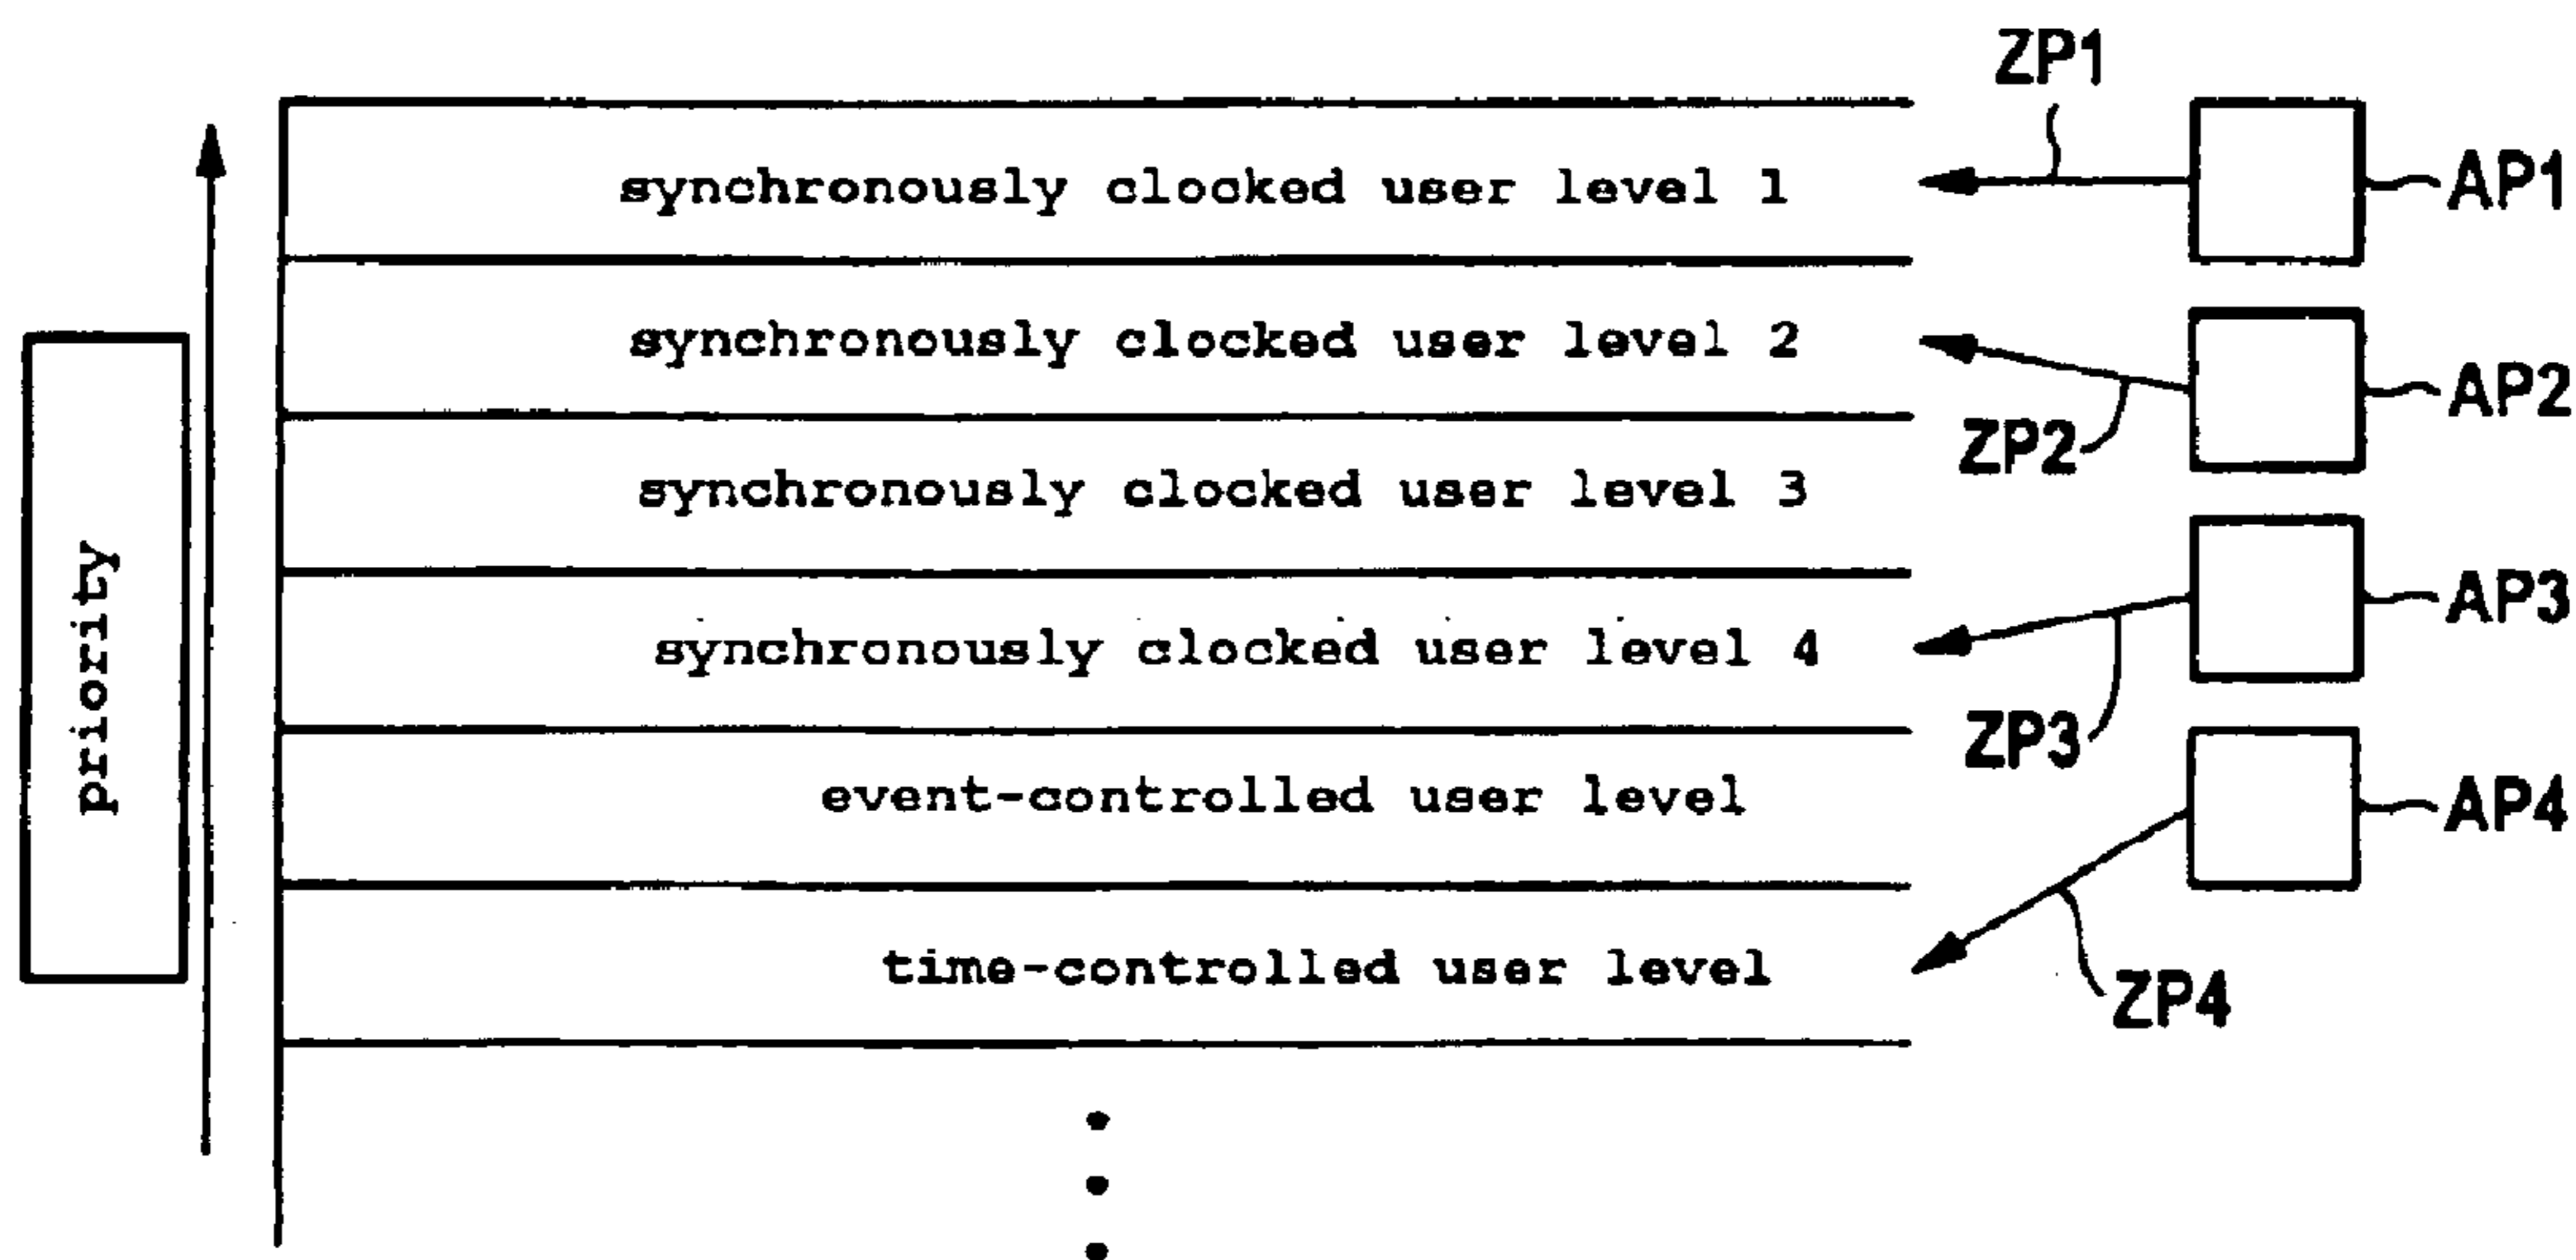 ZP1
synchronously clocked user level 1
AP1
synchronously clocked user level 2
AP2
ZP2
synchronously clocked user level 3
priority
AP3
synchronously clocked user level 4
ZP3
event-controlled user level
AP4
time-controlled user level
ZP4